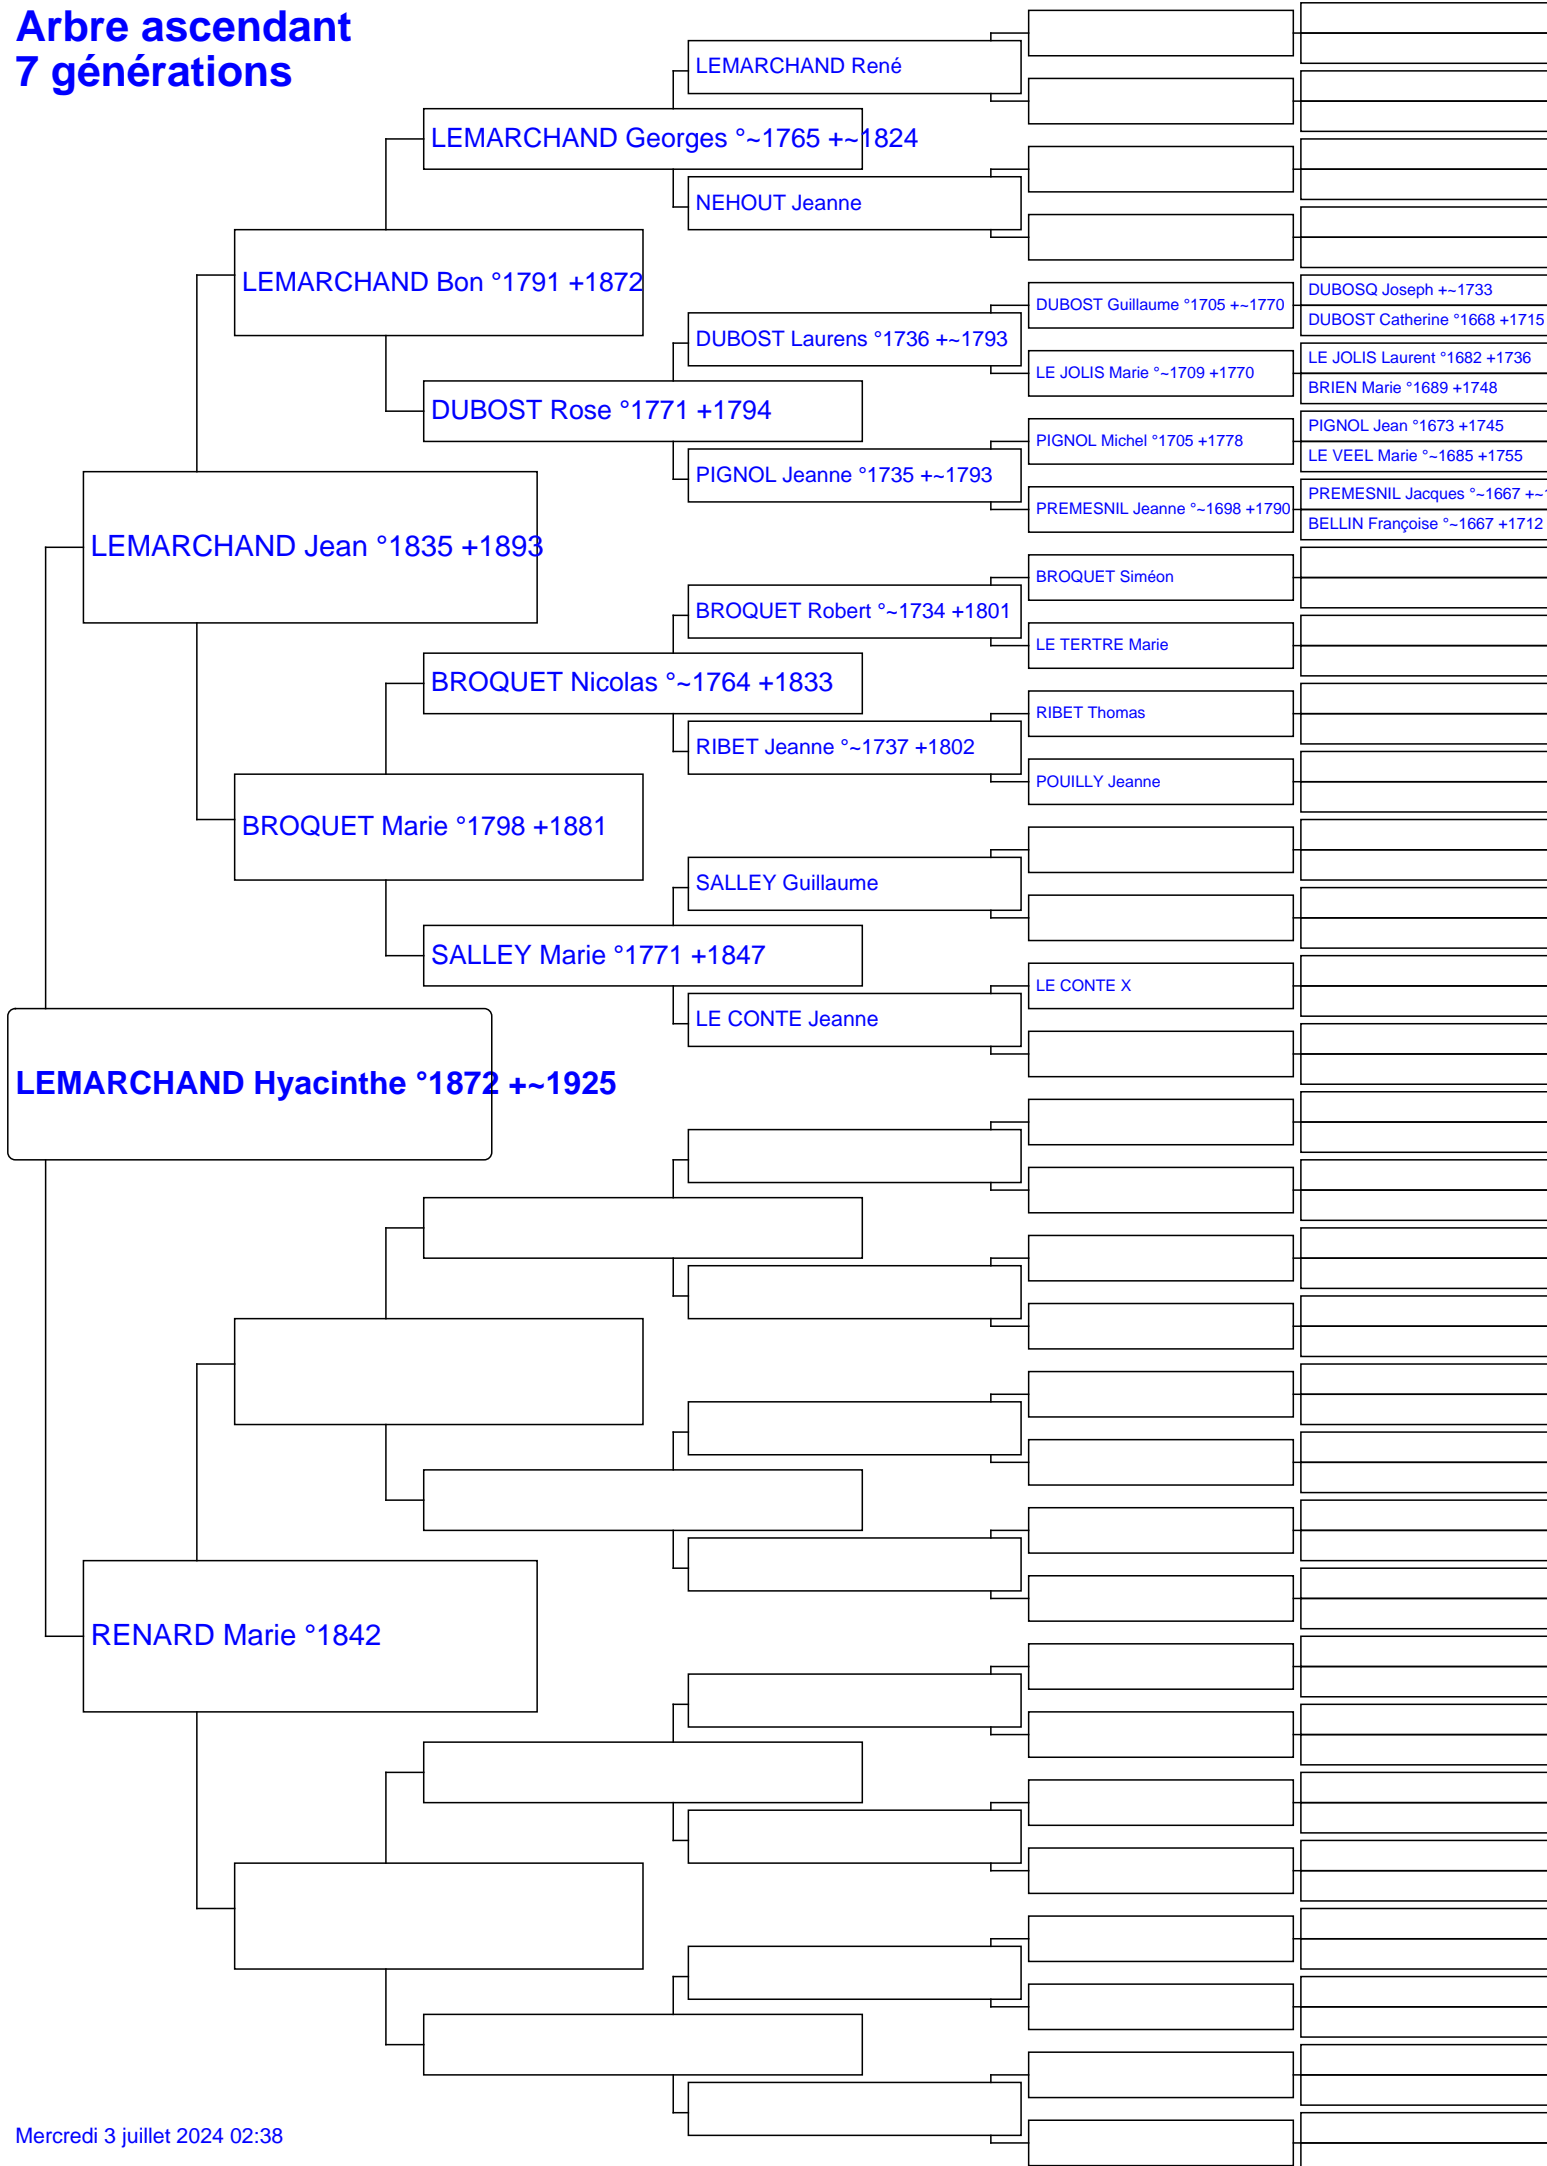 Arbre ascendant
7 générations
LEMARCHAND René
LEMARCHAND Georges °~1765 +~1824
NEHOUT Jeanne
LEMARCHAND Bon °1791 +1872
DUBOST Guillaume °1705 +~1770
DUBOSQ Joseph +~1733
DUBOST Catherine °1668 +1715
DUBOST Laurens °1736 +~1793
LE JOLIS Marie °~1709 +1770
LE JOLIS Laurent °1682 +1736
BRIEN Marie °1689 +1748
DUBOST Rose °1771 +1794
PIGNOL Michel °1705 +1778
PIGNOL Jean °1673 +1745
LE VEEL Marie °~1685 +1755
PIGNOL Jeanne °1735 +~1793
PREMESNIL Jeanne °~1698 +1790
PREMESNIL Jacques °~1667 +~
BELLIN Françoise °~1667 +1712
LEMARCHAND Jean °1835 +1893
BROQUET Siméon
BROQUET Robert °~1734 +1801
LE TERTRE Marie
BROQUET Nicolas °~1764 +1833
RIBET Thomas
RIBET Jeanne °~1737 +1802
POUILLY Jeanne
BROQUET Marie °1798 +1881
SALLEY Guillaume
SALLEY Marie °1771 +1847
LE CONTE X
LE CONTE Jeanne
LEMARCHAND Hyacinthe °1872 +~1925
RENARD Marie °1842
Mercredi 3 juillet 2024 02:38